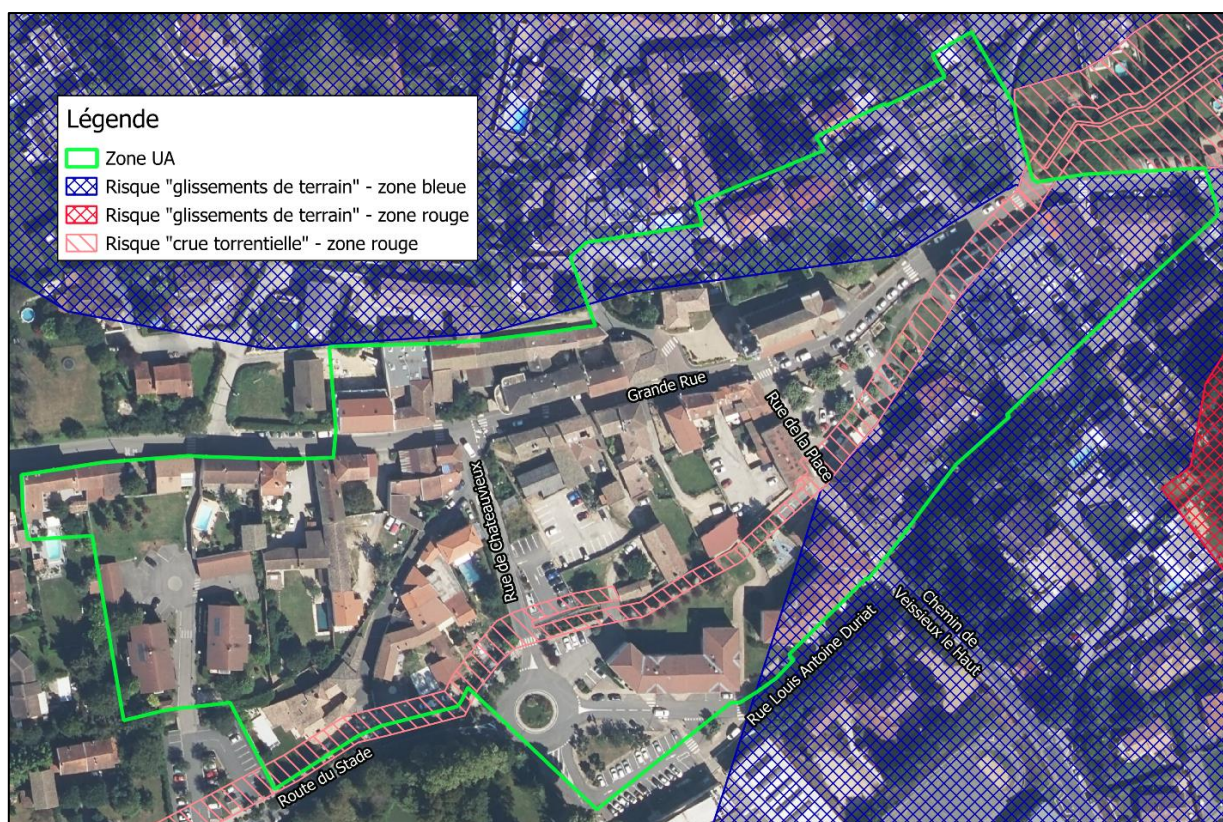 Légende
Zone UA
Risque "glissements de terrain" - zone bleue
Risque "glissements de terrain" - zone rouge
Risque "crue torrentielle" - zone rouge
Grande Rue
Rue de la Place
Rue de Chateauvieux
Chemin de
Veissieux le Haut
Rue Louis Antoine Duriat
Route du Stade